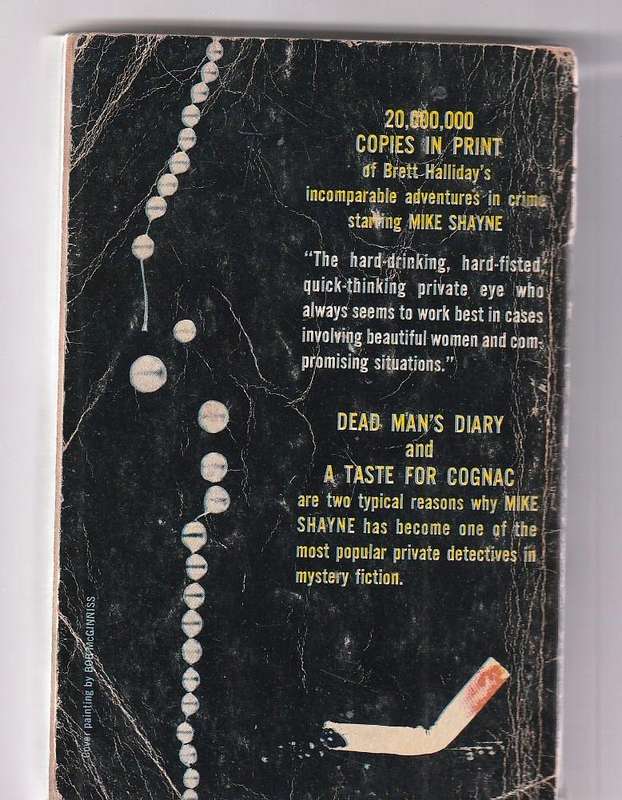 20,000,000
COPIES IN PRINT
of Brett Halliday's
incomparable adventures in crime
starring MIKE SHAYNE
"The hard-drinking, hard-fisted,
quick-thinking private eye who
always seems to work best in cases
involving beautiful women and com-
promising situations."
DEAD MAN'S DIARY
and
A TASTE FOR COGNAC
are two typical reasons why MIKE
SHAYNE has become one of the
most popular private detectives in
mystery fiction.
Cover painting by BOB McGINNISS